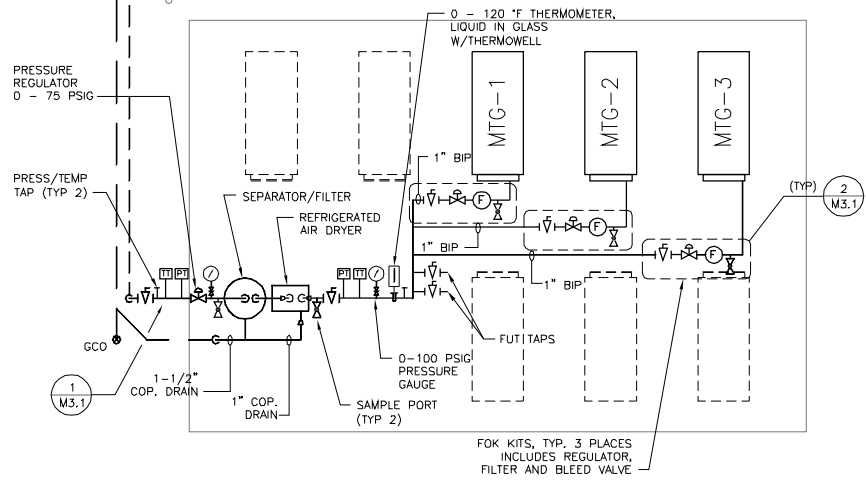 0 - 120 °F THERMOMETER,
LIQUID IN GLASS
W/THERMOWELL
PRESSURE
REGULATOR
0 - 75 PSIG
MTG-1
MTG-2
MTG-3
1" BIP
PRESS/TEMP
TAP (TYP 2)
SEPARATOR/FILTER
REFRIGERATED
AIR DRYER
(TYP)
2
M3.1
F
F
F
1" BIP
1" BIP
TT
PT
PT
TT
GCO
FUT TAPS
0-100 PSIG
PRESSURE
GAUGE
1
M3.1
1-1/2"
COP. DRAIN
1" COP.
DRAIN
SAMPLE PORT
(TYP 2)
FOK KITS, TYP. 3 PLACES
INCLUDES REGULATOR,
FILTER AND BLEED VALVE